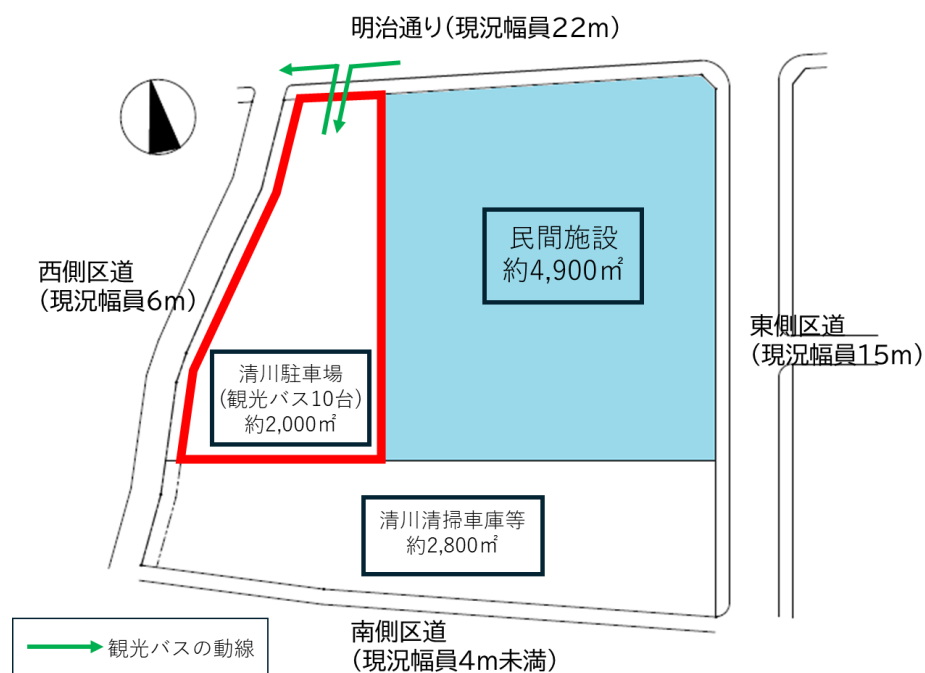 明治通り(現況幅員22m)
民間施設
約4,900㎡
西側区道
(現況幅員6m)
東側区道
(現況幅員15m)
清川駐車場
(観光バス10台)
約2,000㎡
清川清掃車庫等
約2,800㎡
南側区道
(現況幅員4m未満)
観光バスの動線